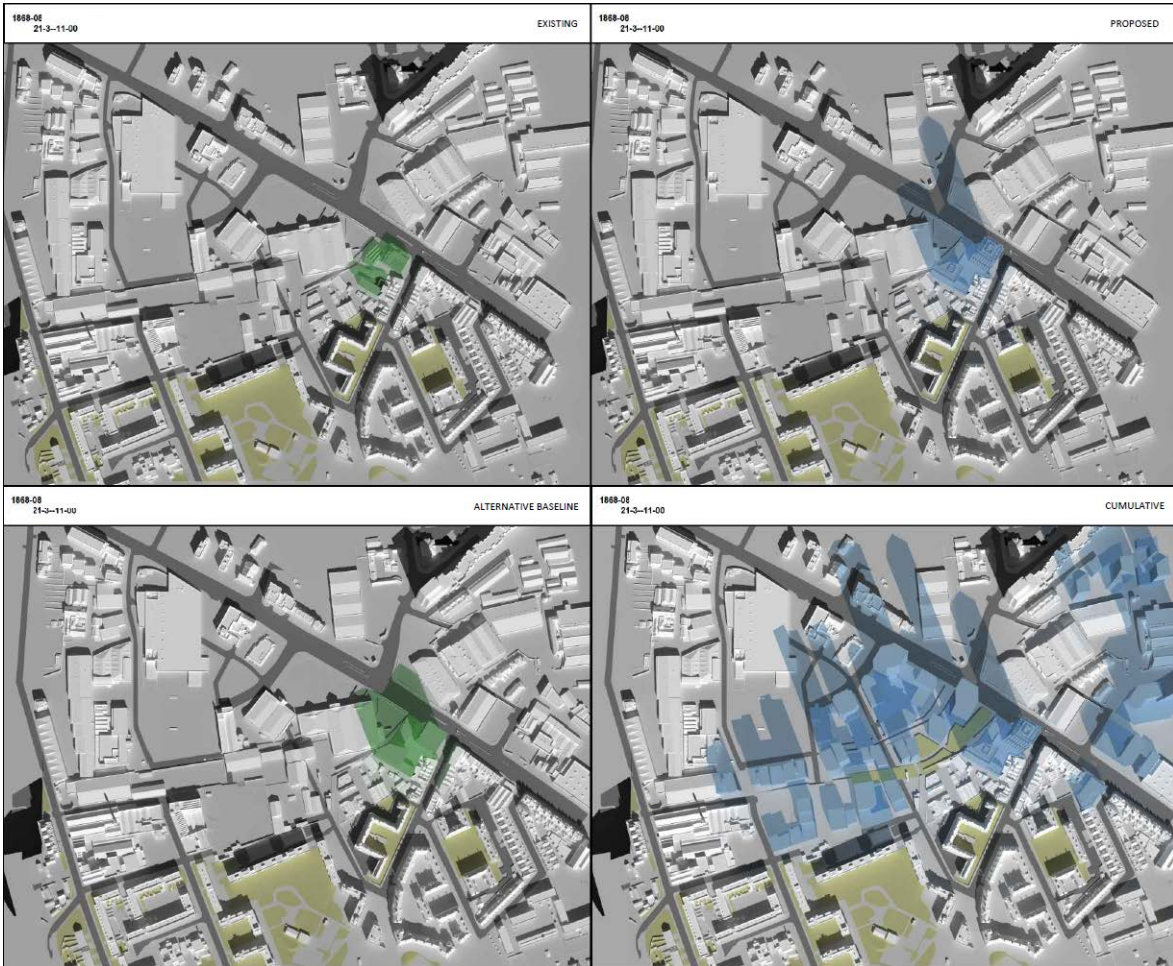 1868-08
21-3--11-00
EXISTING
1868-08
21-3--11-00
PROPOSED
1868-08
21-3--11-00
ALTERNATIVE BASELINE
1868-08
21-3--11-00
CUMULATIVE